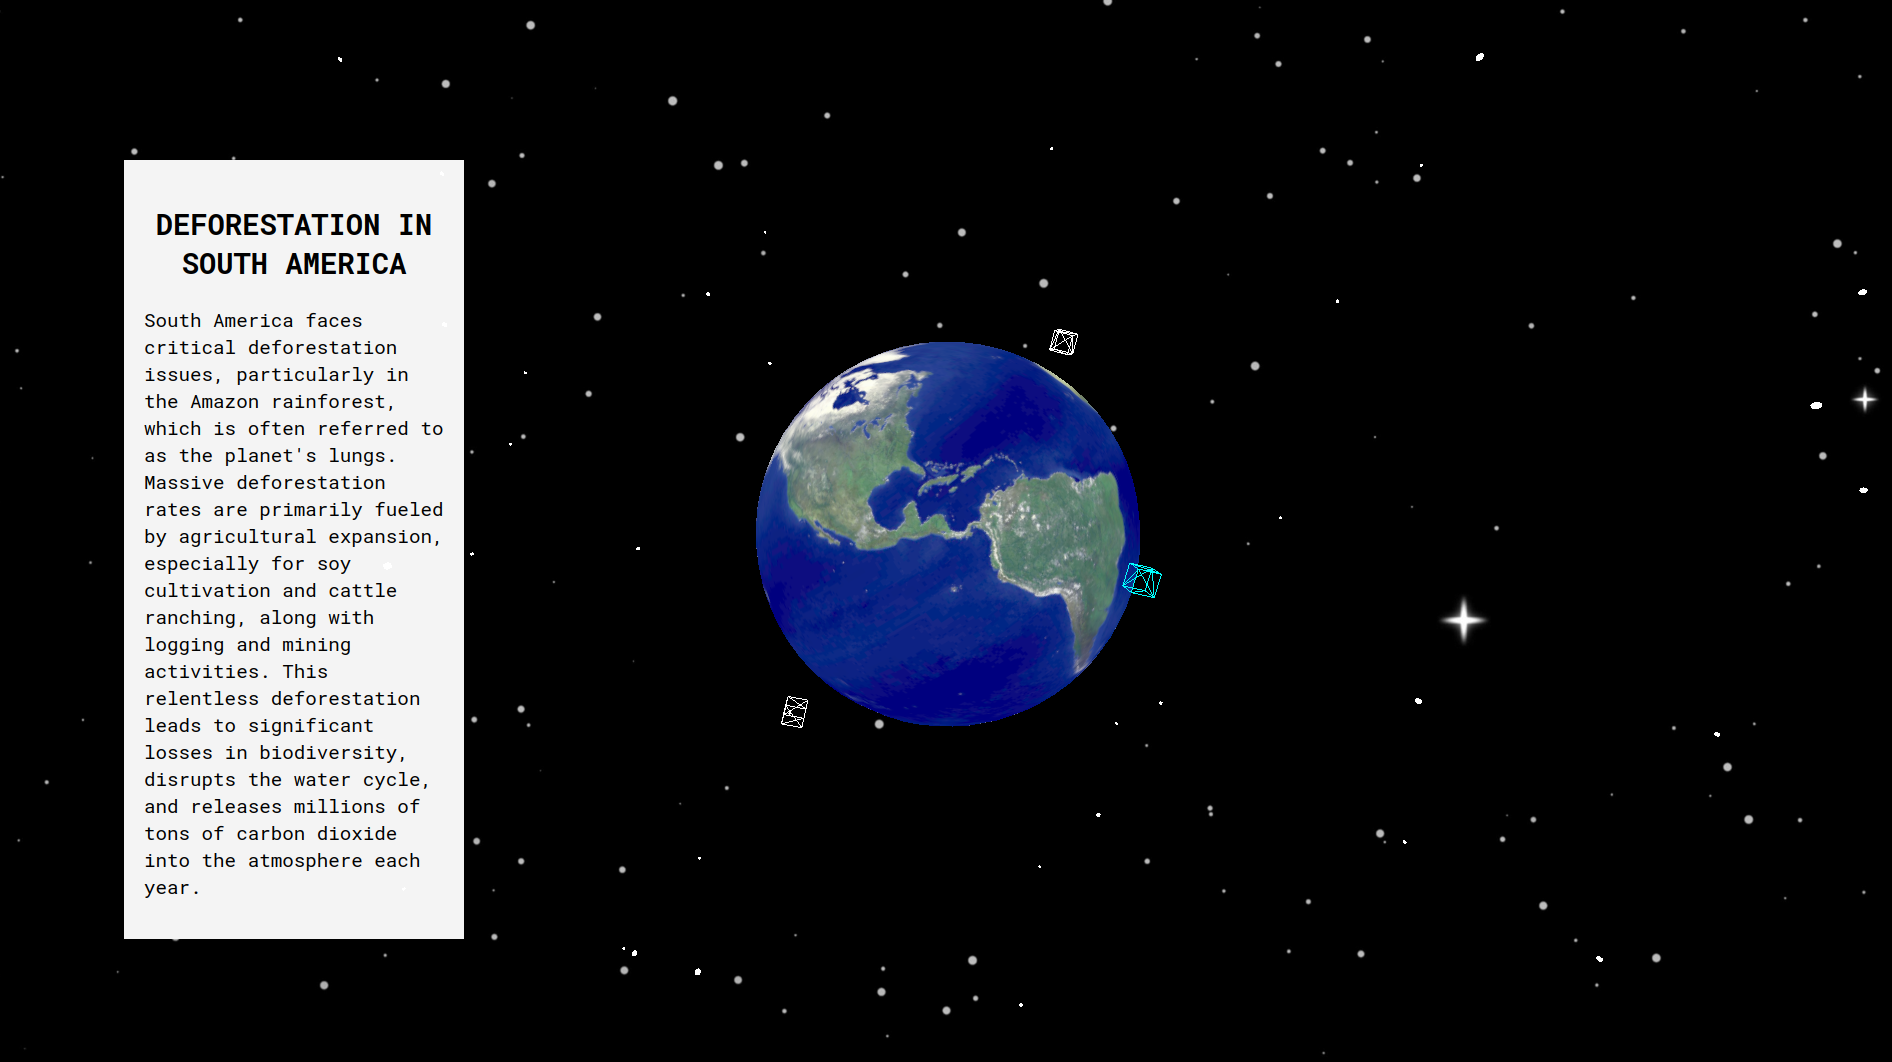 DEFORESTATION IN
SOUTH AMERICA
South America faces
critical deforestation
issues, particularly in
the Amazon rainforest,
which is often referred to
as the planet's lungs.
Massive deforestation
rates are primarily fueled
by agricultural expansion,
especially for soy
cultivation and cattle
ranching, along with
logging and mining
activities. This
relentless deforestation
leads to significant
losses in biodiversity,
disrupts the water cycle,
and releases millions of
tons of carbon dioxide
into the atmosphere each
year.